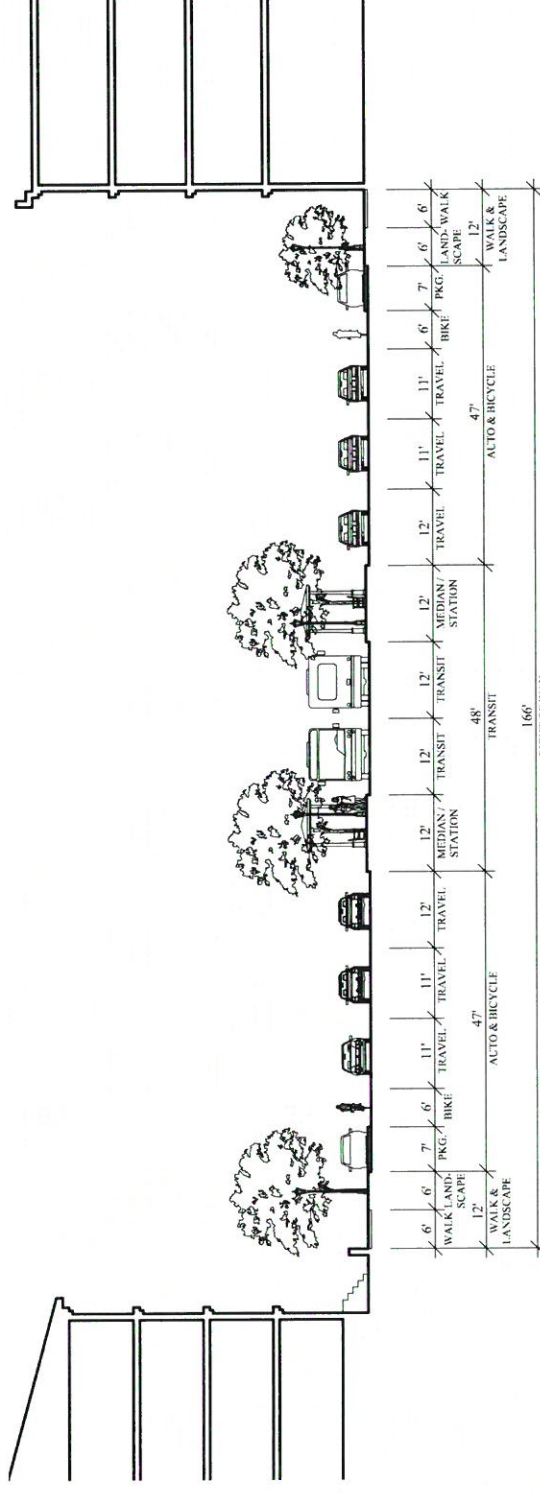 6' 6' 7' 6' 11' 11' 12' 12' 12' 12' 12' 12' 11' 11' 6' 7' 6' 6'
WALK LAND- PKG. BIKE TRAVEL TRAVEL TRAVEL MEDIAN / TRANSIT TRANSIT MEDIAN / TRAVEL TRAVEL TRAVEL BIKE PKG. LAND- WALK
SCAPE STATION STATION SCAPE
12' 47' 48' 47' 12'
WALK & AUTO & BICYCLE TRANSIT AUTO & BICYCLE WALK &
LANDSCAPE LANDSCAPE
166'